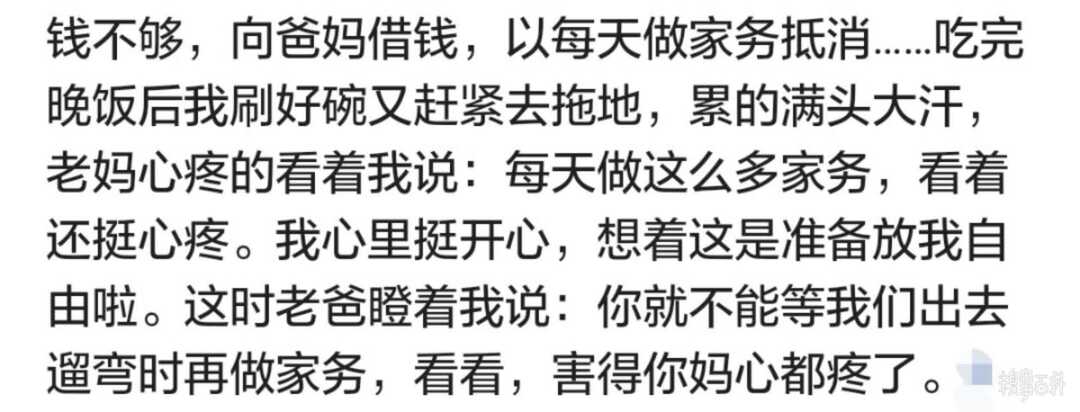 钱不够，向爸妈借钱，以每天做家务抵消……吃完
晚饭后我刷好碗又赶紧去拖地，累的满头大汗，
老妈心疼的看着我说：每天做这么多家务，看着
还挺心疼。我心里挺开心，想着这是准备放我自
由啦。这时老爸瞪着我说：你就不能等我们出去
遛弯时再做家务，看看，害得你妈心都疼了。